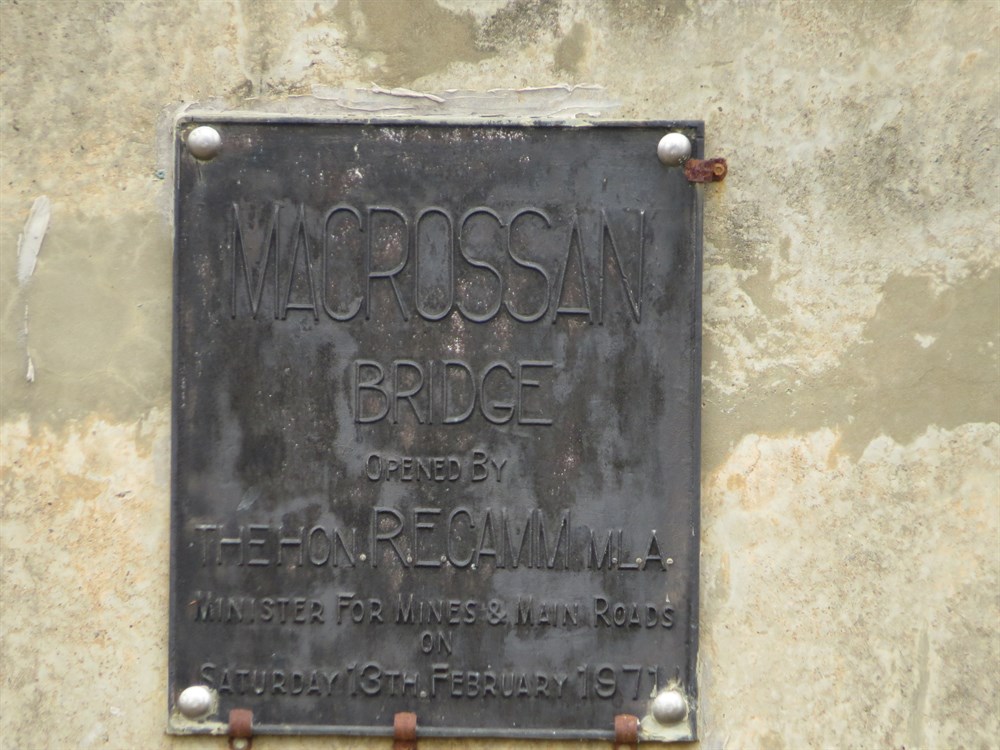 MACROSSAN
BRIDGE
OPENED BY
THE HON. R.E.CAMM M.L.A.
MINISTER FOR MINES & MAIN ROADS
ON
SATURDAY 13TH. FEBRUARY 1971